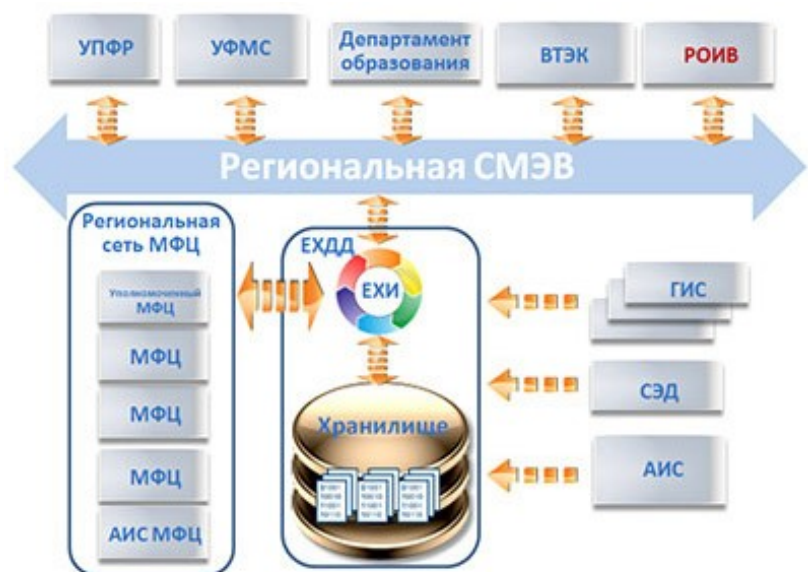 УПФР
УФМС
Департамент
образования
ВТЭК
РОИВ
Региональная СМЭВ
Региональная
сеть МФЦ
Уполкомоченный
МФЦ
МФЦ
МФЦ
МФЦ
АИС МФЦ
ЕХДД
ЕХИ
Хранилище
ГИС
СЭД
АИС